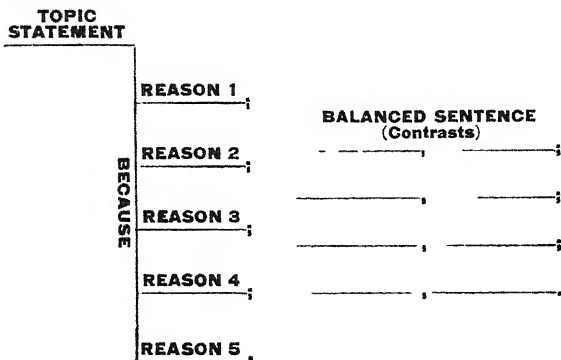 TOPIC
STATEMENT
REASON 1
;
BALANCED SENTENCE
(Contrasts)
REASON 2
;
, ;
BECAUSE
REASON 3
;
, ;
, ;
REASON 4
;
, .
REASON 5
.